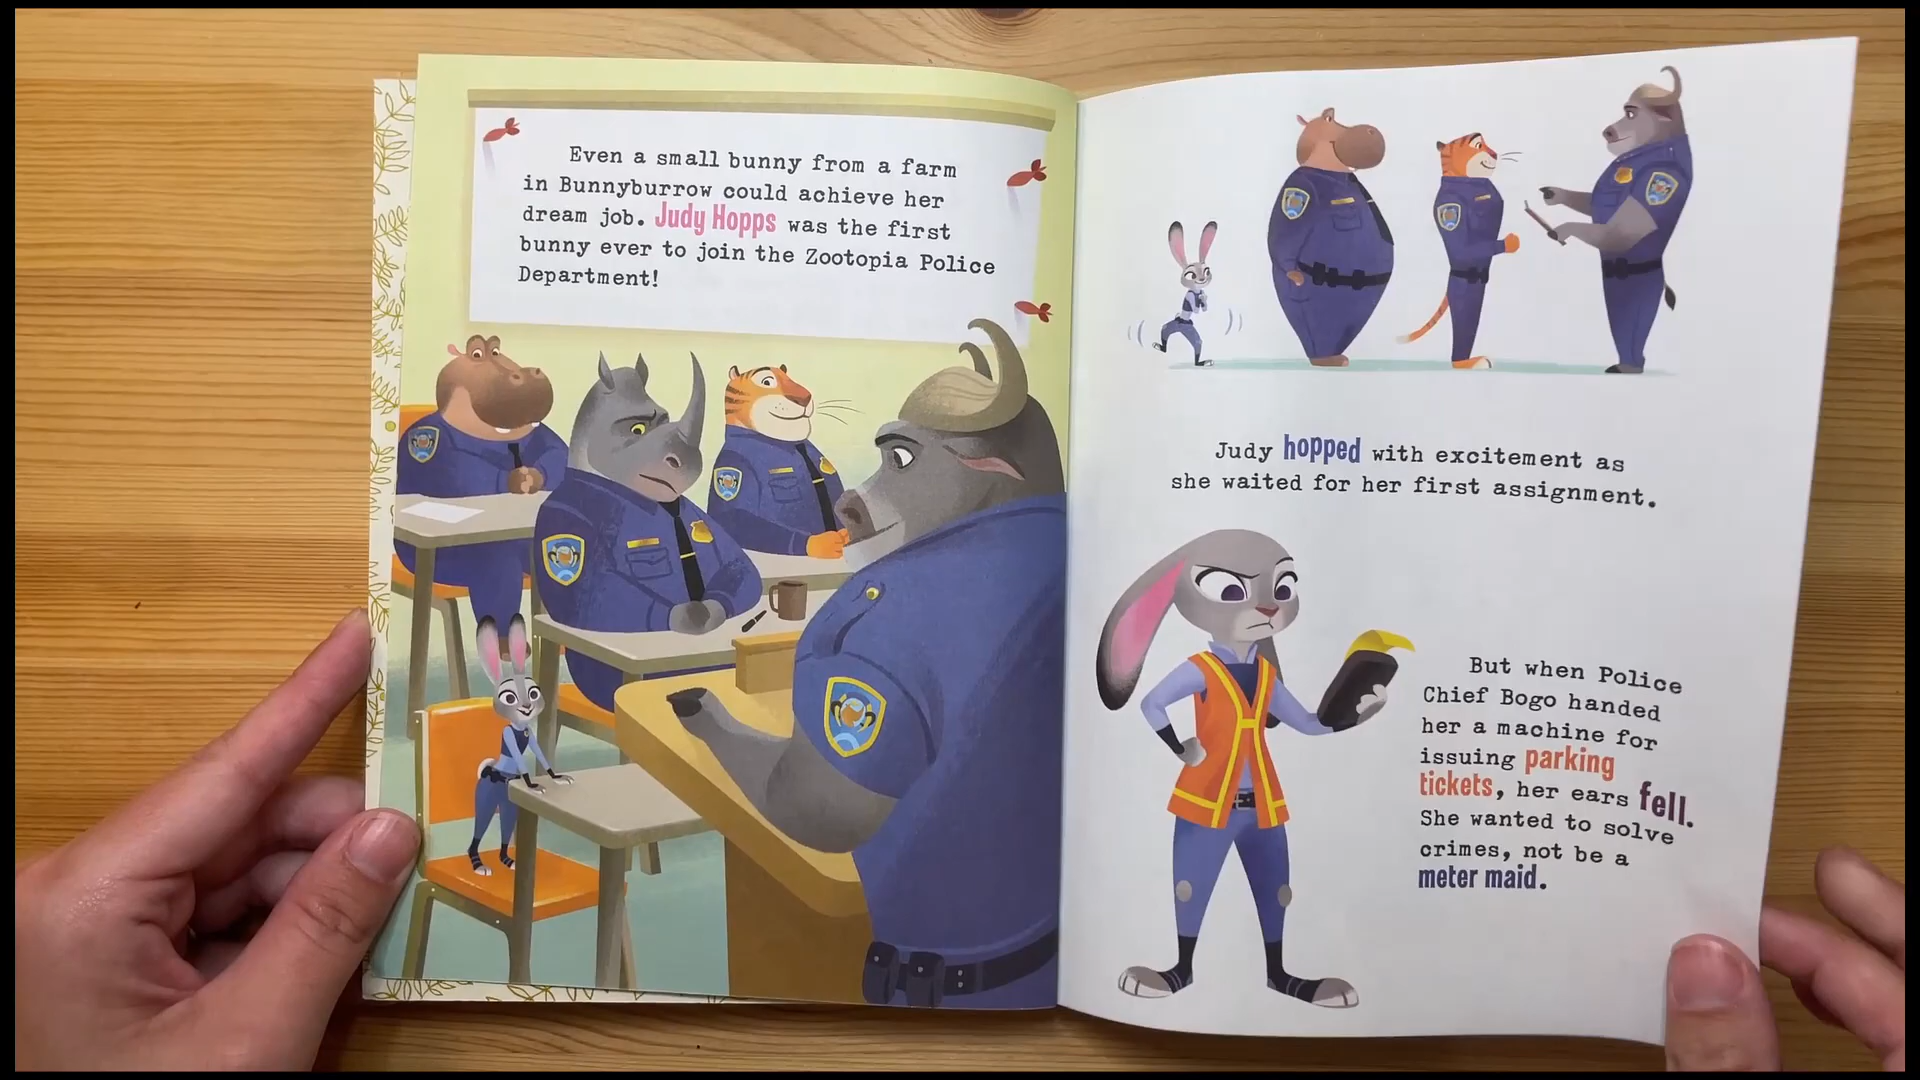 Even a small bunny from a farm
in Bunnyburrow could achieve her
dream job. Judy Hopps was the first
bunny ever to join the Zootopia Police
Department!
Judy hopped with excitement as
she waited for her first assignment.
But when Police
Chief Bogo handed
her a machine for
issuing parking
tickets, her ears fell.
She wanted to solve
crimes, not be a
meter maid.